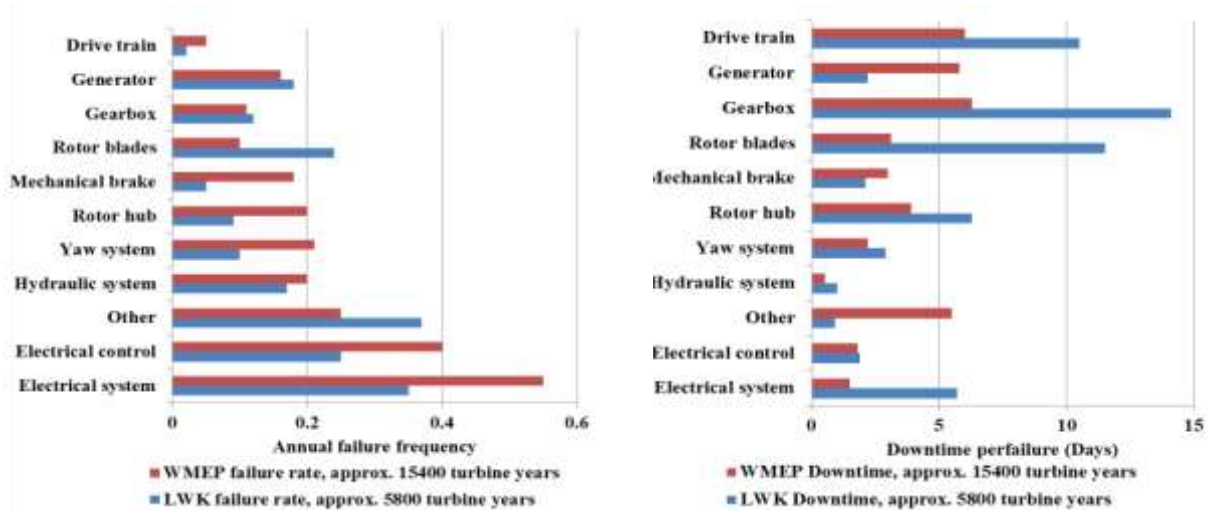 Drive train
Generator
Gearbox
Rotor blades
Mechanical brake
Rotor hub
Yaw system
Hydraulic system
Other
Electrical control
Electrical system
0 0.2 0.4 0.6
Annual failure frequency
WMEP failure rate, approx. 15400 turbine years
LWK failure rate, approx. 5800 turbine years
Drive train
Generator
Gearbox
Rotor blades
Mechanical brake
Rotor hub
Yaw system
Hydraulic system
Other
Electrical control
Electrical system
0 5 10 15
Downtime perfailure (Days)
WMEP Downtime, approx. 15400 turbine years
LWK Downtime, approx. 5800 turbine years